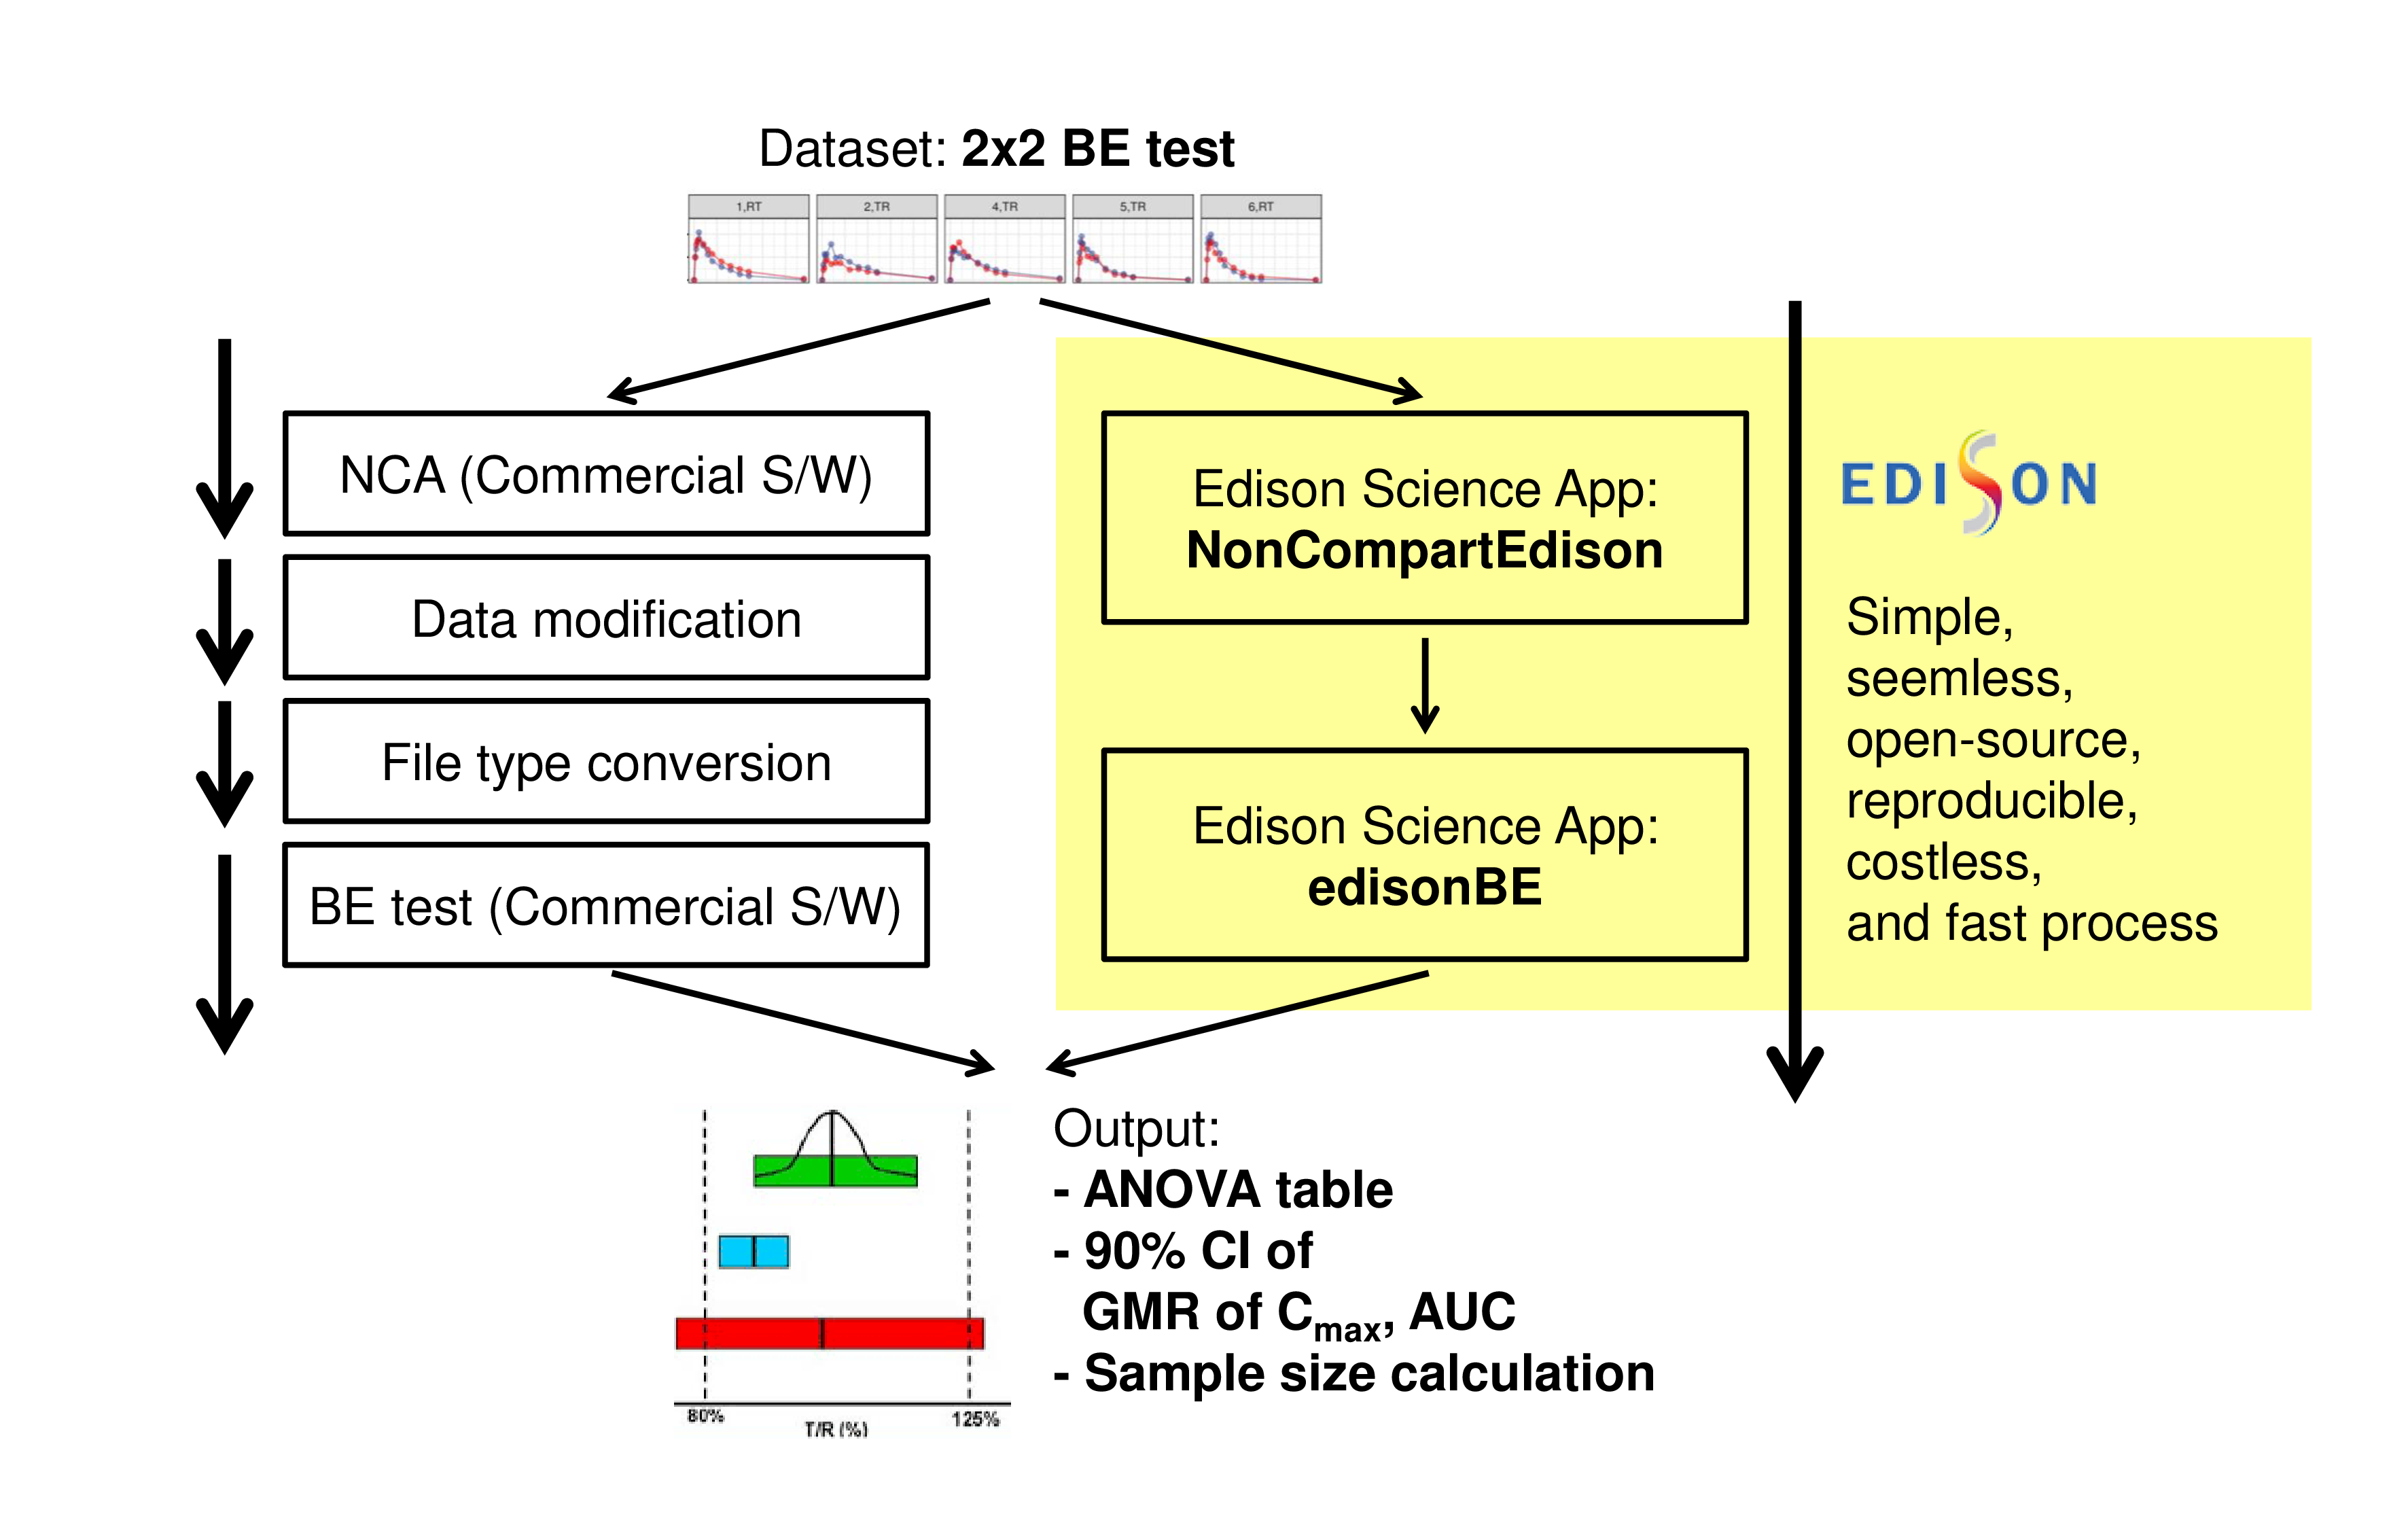 Dataset: 2x2 BE test
1,RT
2,TR
4,TR
5,TR
6,RT
NCA (Commercial S/W)
Data modification
File type conversion
BE test (Commercial S/W)
Edison Science App:
NonCompartEdison
Edison Science App:
edisonBE
EDISON
Simple,
seemless,
open-source,
reproducible,
costless,
and fast process
80%
125%
T/R (%)
Output:
- ANOVA table
- 90% CI of
GMR of Cmax, AUC
- Sample size calculation